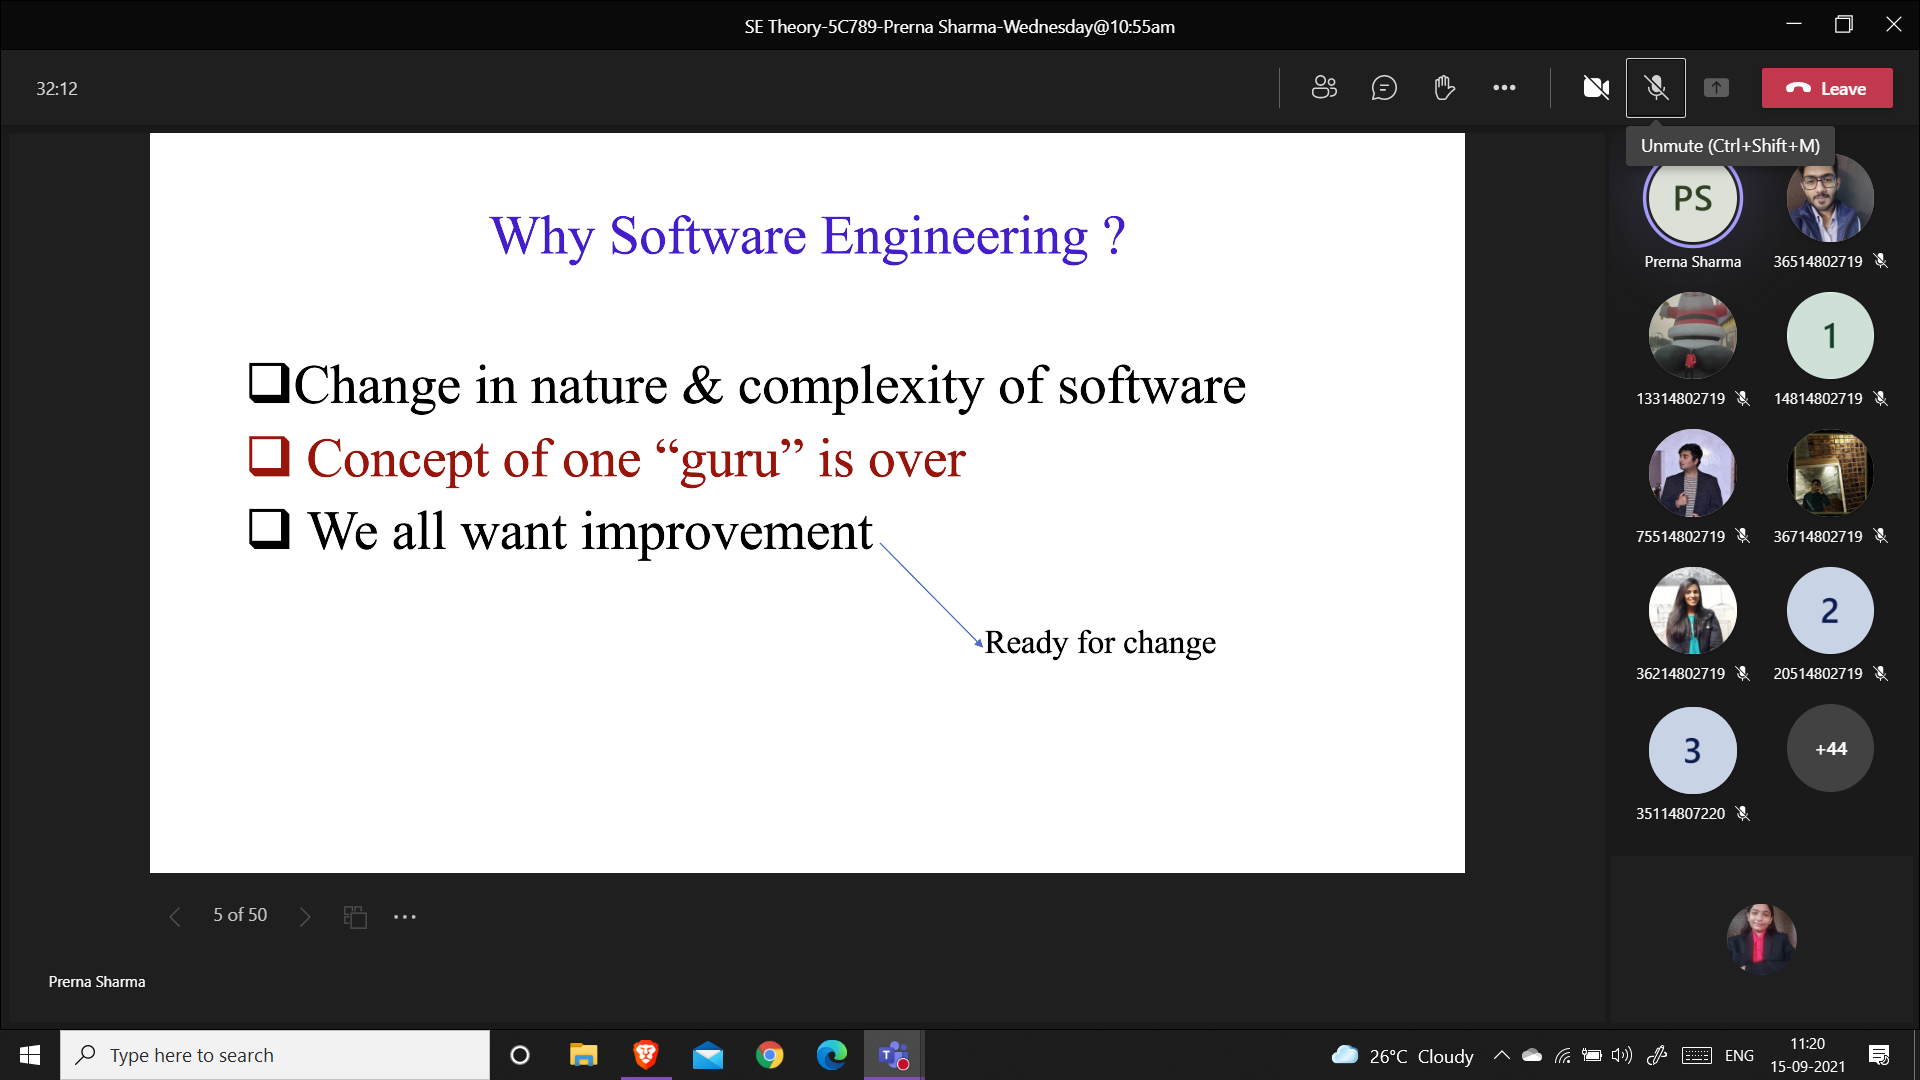 SE Theory-5C789-Prerna Sharma-Wednesday@10:55am
32:12
Leave
Unmute (Ctrl+Shift+M)
Why Software Engineering ?
Change in nature & complexity of software
Concept of one “guru” is over
We all want improvement
Ready for change
PS
Prerna Sharma
36514802719
13314802719
1
14814802719
75514802719
36714802719
36214802719
2
20514802719
3
35114807220
+44
5 of 50
Prerna Sharma
Type here to search
26°C Cloudy
ENG
11:20
15-09-2021